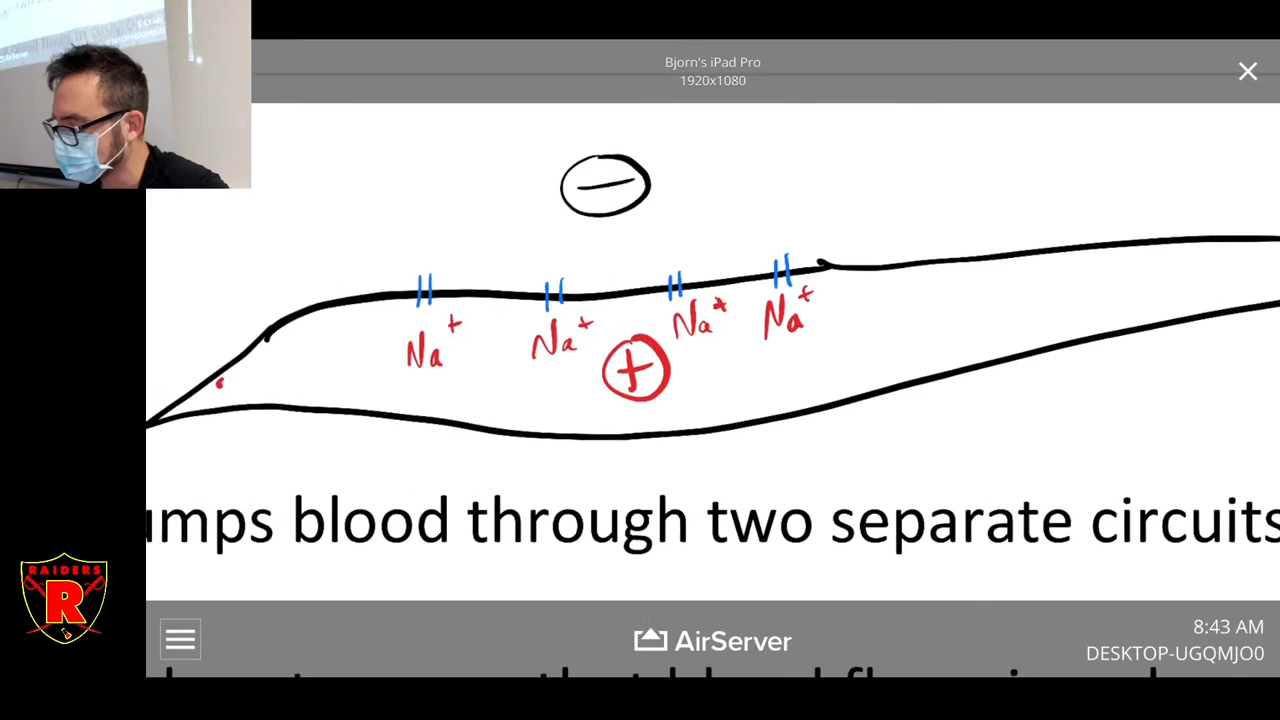 Bjorn's iPad Pro
1920x1080
−
Na+ Na+ Na+ Na+
+
umps blood through two separate circuits
RAIDERS
R
AirServer
8:43 AM
DESKTOP-UGQMJO0